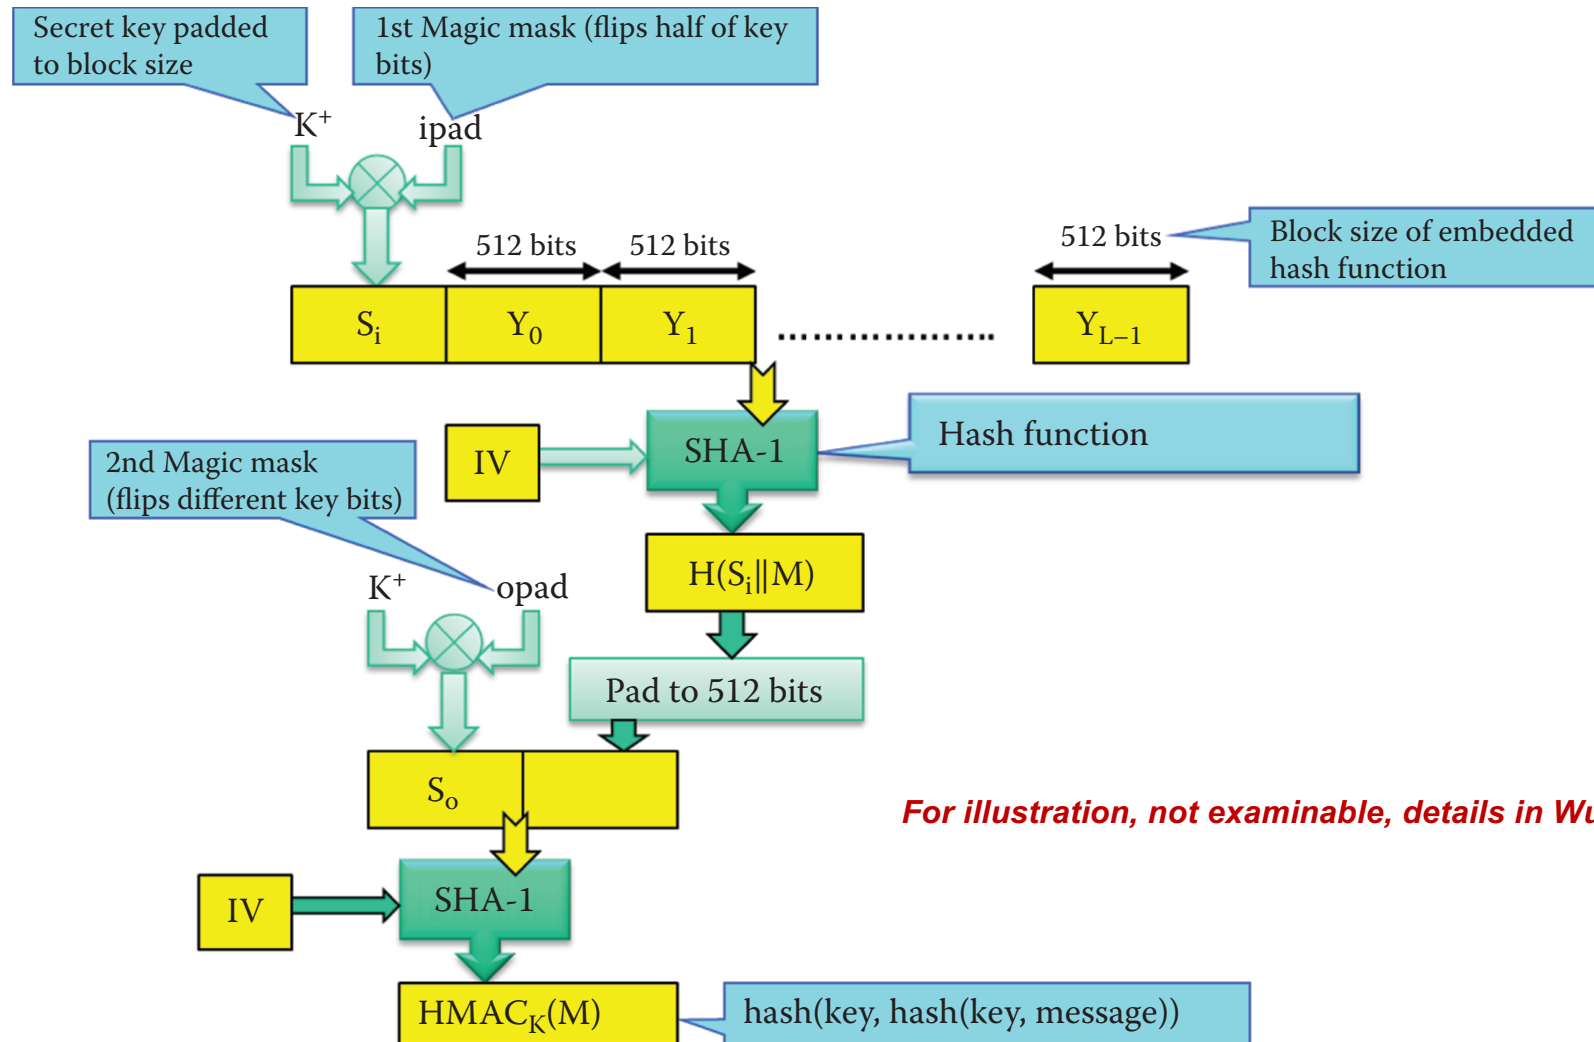 Secret key padded
to block size
1st Magic mask (flips half of key
bits)
K⁺
ipad
512 bits
512 bits
512 bits
Block size of embedded
hash function
Sᵢ
Y₀
Y₁
Y_{L–1}
IV
SHA-1
Hash function
2nd Magic mask
(flips different key bits)
H(Sᵢ||M)
K⁺
opad
Pad to 512 bits
Sₒ
For illustration, not examinable, details in
IV
SHA-1
HMAC_K(M)
hash(key, hash(key, message))